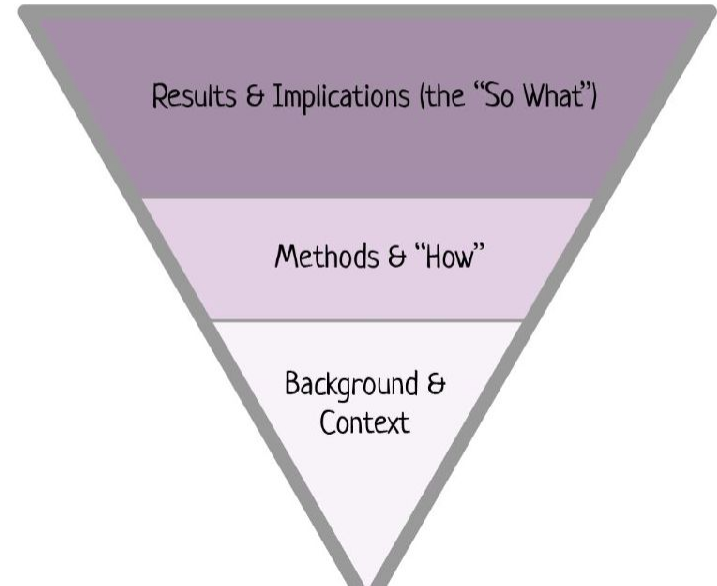 Results & Implications (the “So What”)
Methods & “How”
Background &
Context